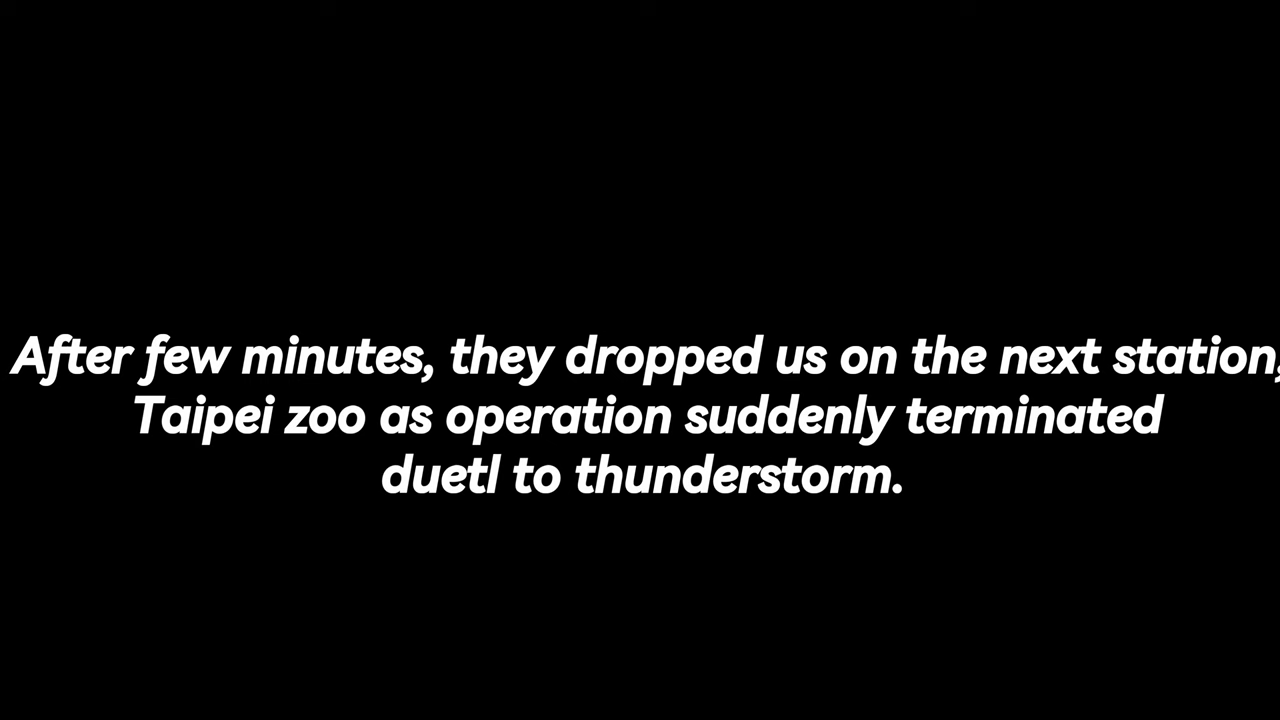 After few minutes, they dropped us on the next station,
Taipei zoo as operation suddenly terminated
duetl to thunderstorm.